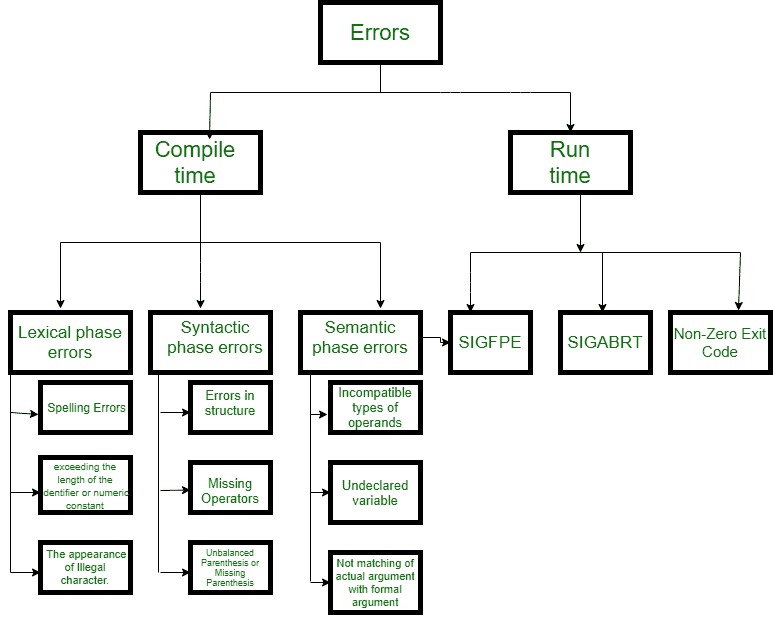 Errors
Compile
time
Run
time
Lexical phase
errors
Syntactic
phase errors
Semantic
phase errors
SIGFPE
SIGABRT
Non-Zero Exit
Code
Spelling Errors
exceeding the
length of the
dentifier or numeric
constant
The appearance
of Illegal
character.
Errors in
structure
Missing
Operators
Unbalanced
Parenthesis or
Missing
Parenthesis
Incompatible
types of
operands
Undeclared
variable
Not matching of
actual argument
with formal
argument